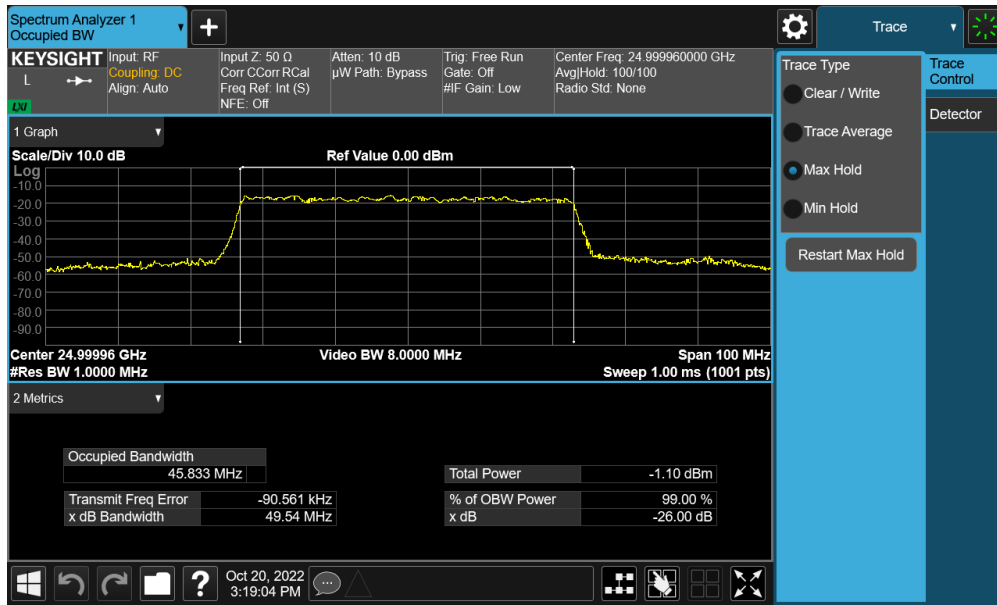 Spectrum Analyzer 1
Occupied BW
+
Trace
KEYSIGHT
L
LXI
Input: RF
Coupling: DC
Align: Auto
Input Z: 50 Ω
Corr CCorr RCal
Freq Ref: Int (S)
NFE: Off
Atten: 10 dB
µW Path: Bypass
Trig: Free Run
Gate: Off
#IF Gain: Low
Center Freq: 24.999960000 GHz
Avg|Hold: 100/100
Radio Std: None
Trace Type
Clear / Write
Trace Average
Max Hold
Min Hold
Restart Max Hold
Trace
Control
Detector
1 Graph
Scale/Div 10.0 dB
Ref Value 0.00 dBm
Log
-10.0
-20.0
-30.0
-40.0
-50.0
-60.0
-70.0
-80.0
-90.0
Center 24.99996 GHz
Video BW 8.0000 MHz
Span 100 MHz
#Res BW 1.0000 MHz
Sweep 1.00 ms (1001 pts)
2 Metrics
Occupied Bandwidth
45.833 MHz
Total Power -1.10 dBm
Transmit Freq Error -90.561 kHz
% of OBW Power 99.00 %
x dB Bandwidth 49.54 MHz
x dB -26.00 dB
?
Oct 20, 2022
3:19:04 PM